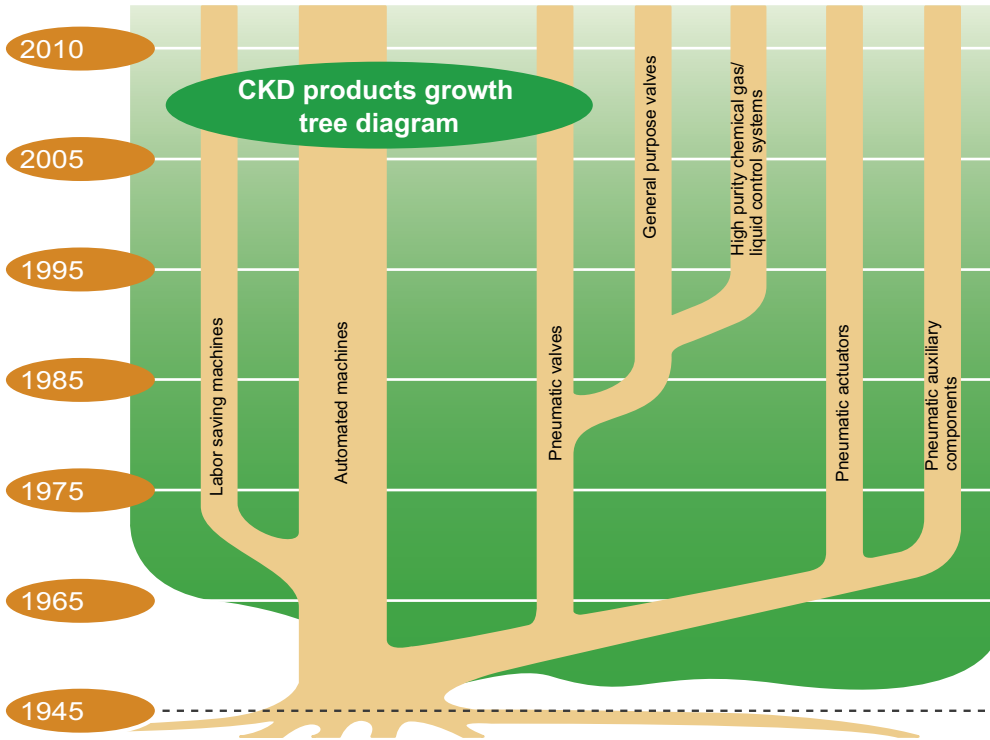 2010
CKD products growth
tree diagram
2005
1995
1985
1975
1965
1945
Labor saving machines
Automated machines
Pneumatic valves
General purpose valves
High purity chemical gas/
liquid control systems
Pneumatic actuators
Pneumatic auxiliary
components